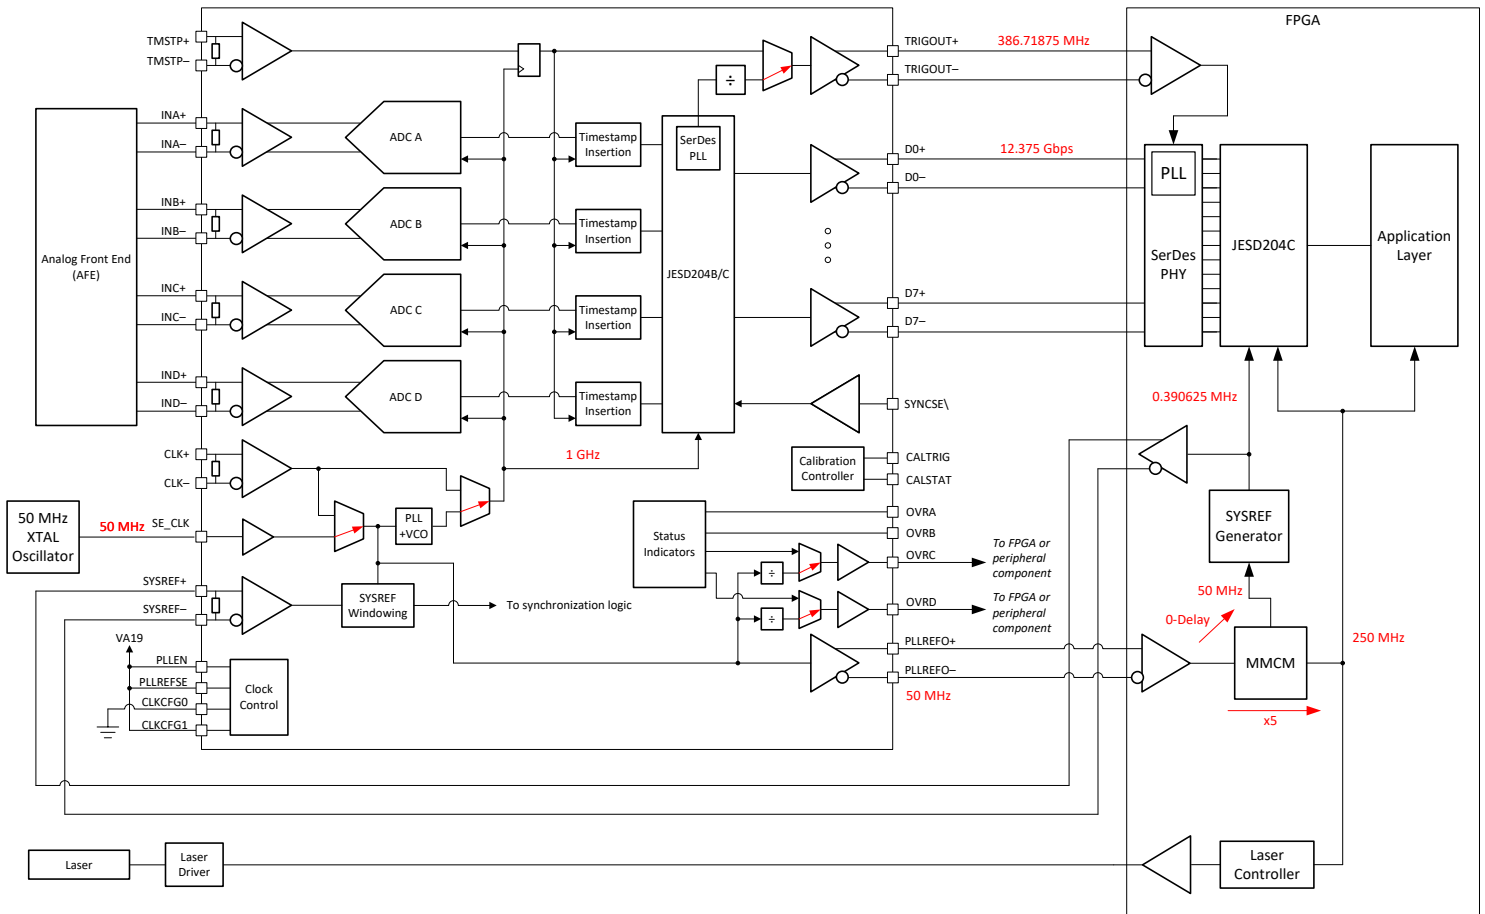 FPGA
TMSTP+
TMSTP–
TRIGOUT+
386.71875 MHz
TRIGOUT–
÷
Analog Front End
(AFE)
INA+
INA–
ADC A
Timestamp
Insertion
SerDes
PLL
D0+
12.375 Gbps
D0–
PLL
SerDes
PHY
JESD204C
Application
Layer
INB+
INB–
ADC B
Timestamp
Insertion
JESD204B/C
INC+
INC–
ADC C
Timestamp
Insertion
D7+
D7–
IND+
IND–
ADC D
Timestamp
Insertion
SYNCSE\
0.390625 MHz
CLK+
CLK–
1 GHz
Calibration
Controller
CALTRIG
CALSTAT
50 MHz
XTAL
Oscillator
50 MHz
SE_CLK
PLL
+VCO
Status
Indicators
OVRA
OVRB
OVRC
÷
To FPGA or
peripheral
component
SYSREF
Generator
SYSREF+
SYSREF–
SYSREF
Windowing
To synchronization logic
OVRD
÷
To FPGA or
peripheral
component
50 MHz
0-Delay
250 MHz
VA19
PLLEN
PLLREFSE
CLKCFG0
CLKCFG1
Clock
Control
PLLREFO+
PLLREFO–
50 MHz
MMCM
x5
Laser
Laser
Driver
Laser
Controller